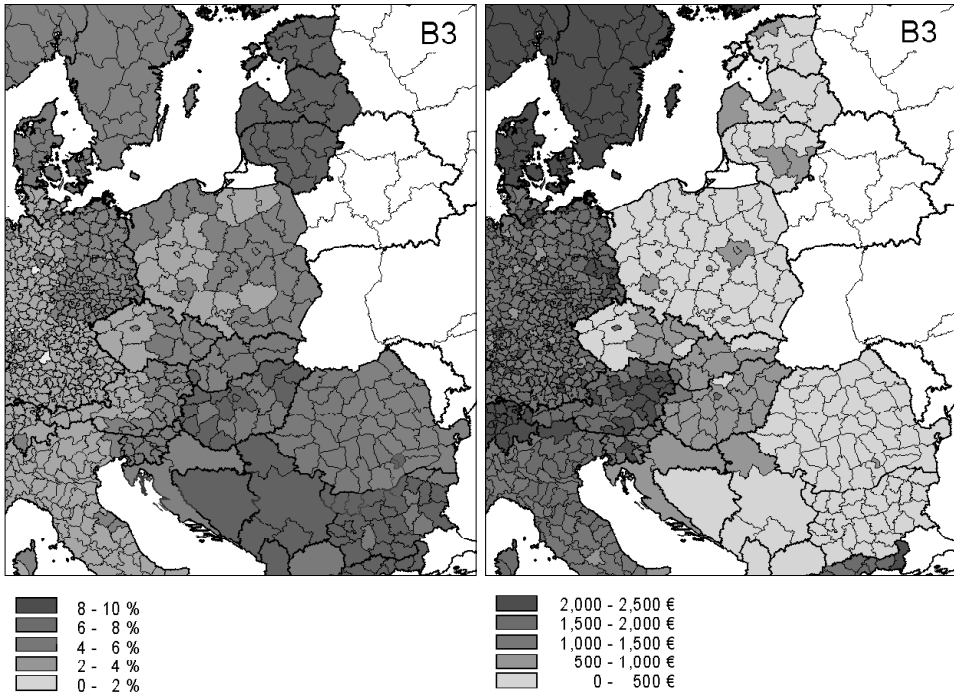 B3
B3
8 - 10 %
6 - 8 %
4 - 6 %
2 - 4 %
0 - 2 %
2,000 - 2,500 €
1,500 - 2,000 €
1,000 - 1,500 €
500 - 1,000 €
0 - 500 €